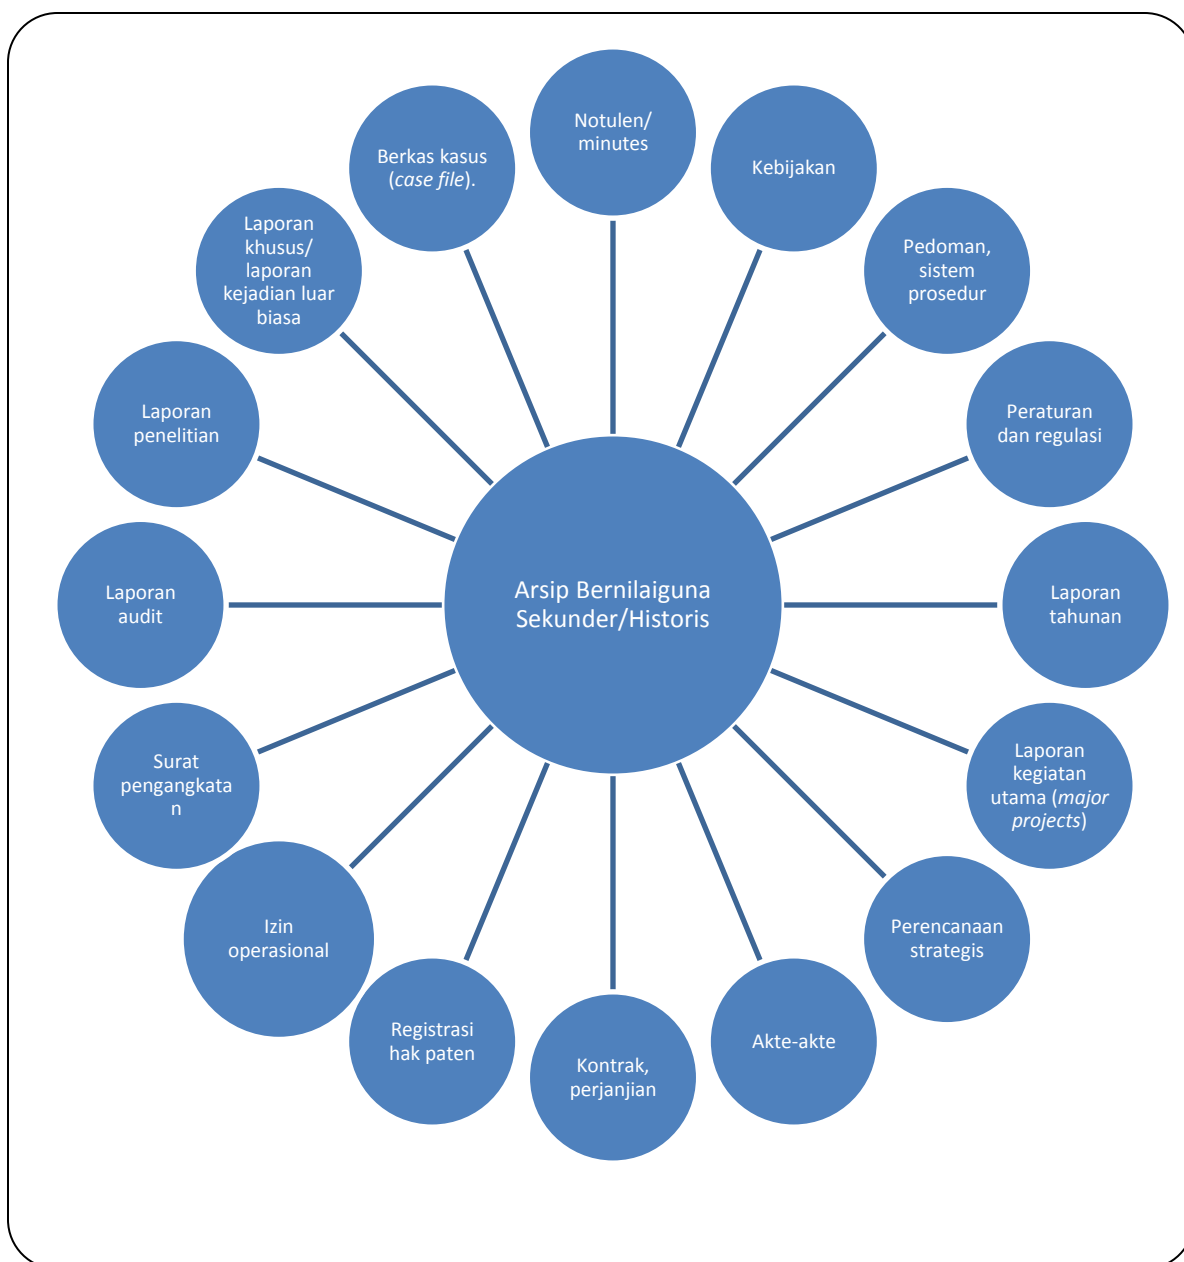 Notulen/
minutes
Kebijakan
Pedoman,
sistem
prosedur
Peraturan
dan regulasi
Laporan
tahunan
Laporan
kegiatan
utama (major
projects)
Perencanaan
strategis
Akte-akte
Kontrak,
perjanjian
Registrasi
hak paten
Izin
operasional
Surat
pengangkata
n
Laporan
audit
Laporan
penelitian
Laporan
khusus/
laporan
kejadian luar
biasa
Berkas kasus
(case file).
Arsip Bernilaiguna
Sekunder/Historis